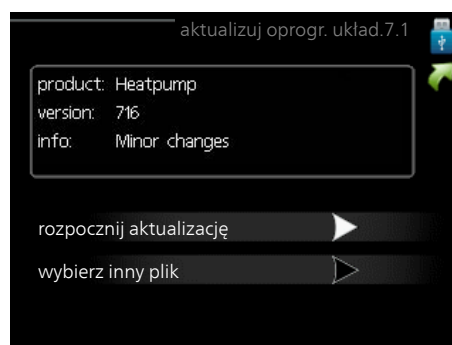 aktualizuj oprogr. układ.7.1
product: Heatpump
version: 716
info: Minor changes
rozpocznij aktualizację
wybierz inny plik